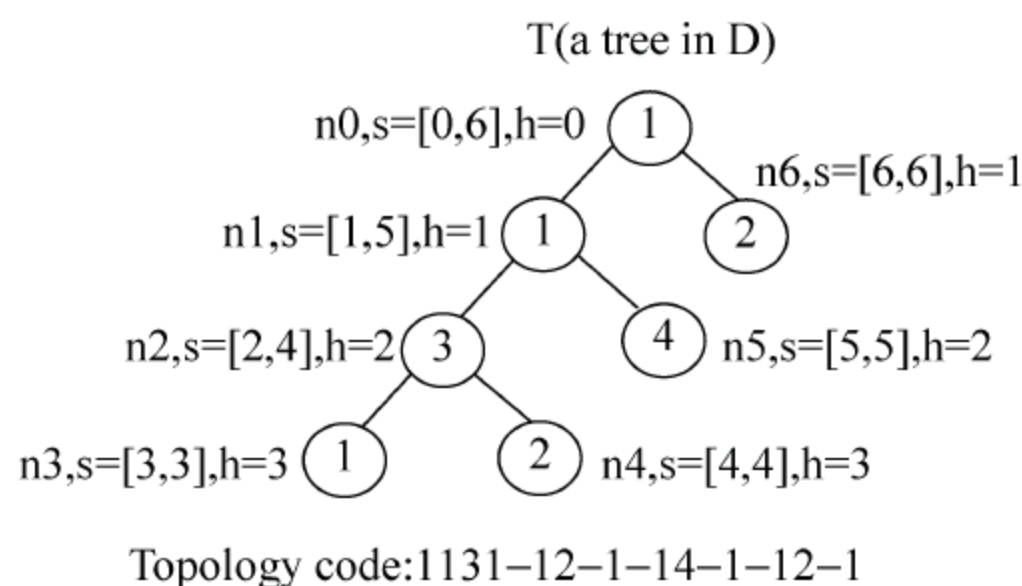 T(a tree in D)
n0,s=[0,6],h=0
1
n6,s=[6,6],h=1
n1,s=[1,5],h=1
1
2
n2,s=[2,4],h=2
3
4
n5,s=[5,5],h=2
n3,s=[3,3],h=3
1
2
n4,s=[4,4],h=3
Topology code:1131−12−1−14−1−12−1